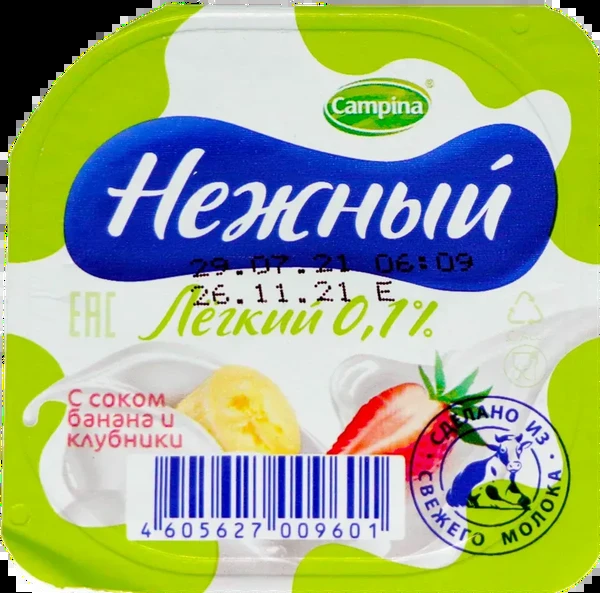 Campina®
Нежный
29.07.21 06:09
26.11.21 E
EAC
Лёгкий 0,1%
С соком
банана и
клубники
• СДЕЛАНО ИЗ •
СВЕЖЕГО МОЛОКА
4 605627 009601